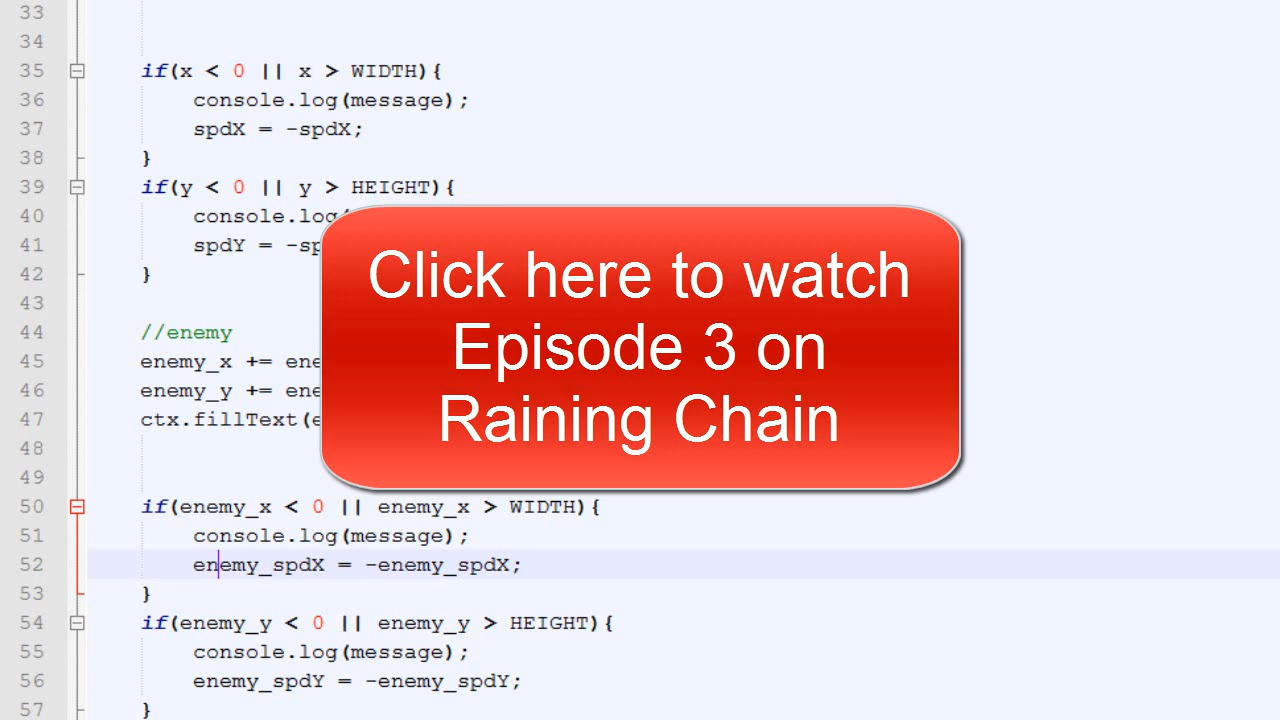 33
34
35 if(x < 0 || x > WIDTH){
36 console.log(message);
37 spdX = -spdX;
38 }
39 if(y < 0 || y > HEIGHT){
40 console.log
41 spdY = -sp
42 }
43
44 //enemy
45 enemy_x += ene
46 enemy_y += ene
47 ctx.fillText(e
48
49
50 if(enemy_x < 0 || enemy_x > WIDTH){
51 console.log(message);
52 enemy_spdX = -enemy_spdX;
53 }
54 if(enemy_y < 0 || enemy_y > HEIGHT){
55 console.log(message);
56 enemy_spdY = -enemy_spdY;
57 }
Click here to watch
Episode 3 on
Raining Chain